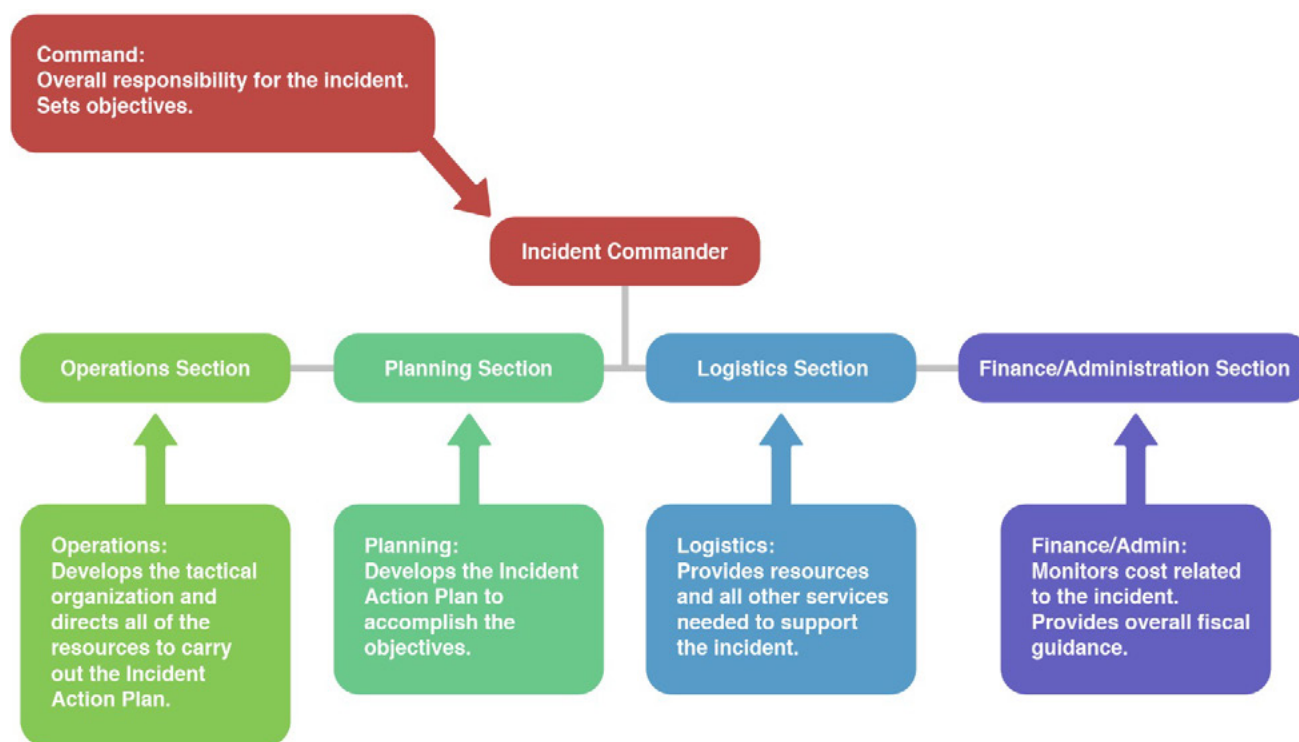 Command:
Overall responsibility for the incident.
Sets objectives.
Incident Commander
Operations Section
Planning Section
Logistics Section
Finance/Administration Section
Operations:
Develops the tactical
organization and
directs all of the
resources to carry
out the Incident
Action Plan.
Planning:
Develops the Incident
Action Plan to
accomplish the
objectives.
Logistics:
Provides resources
and all other services
needed to support
the incident.
Finance/Admin:
Monitors cost related
to the incident.
Provides overall fiscal
guidance.